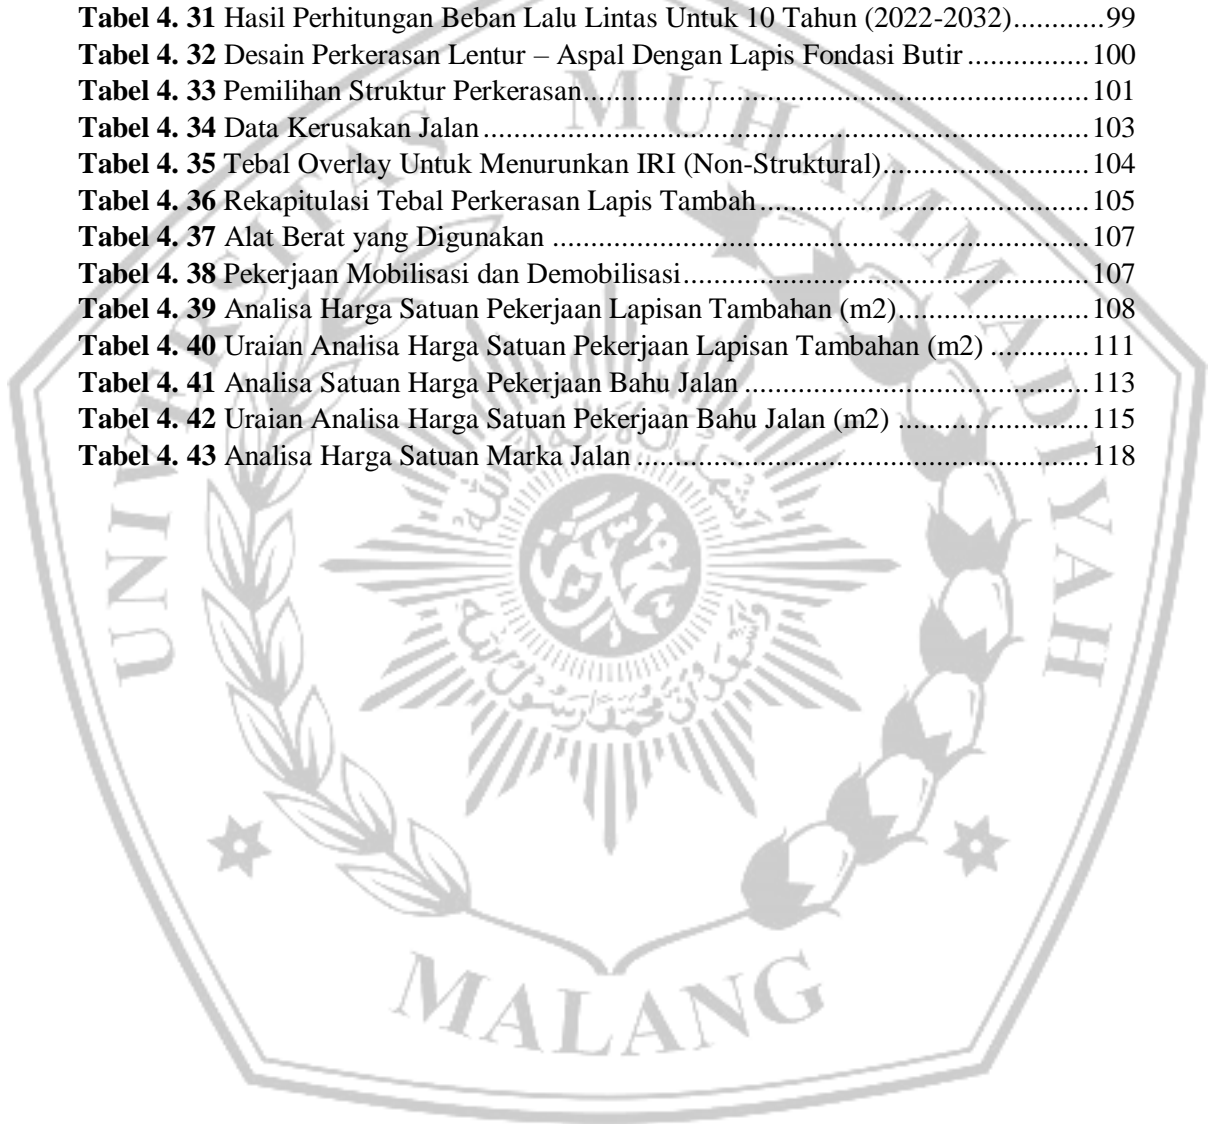 Tabel 4. 31 Hasil Perhitungan Beban Lalu Lintas Untuk 10 Tahun (2022-2032)............99
Tabel 4. 32 Desain Perkerasan Lentur – Aspal Dengan Lapis Fondasi Butir ................100
Tabel 4. 33 Pemilihan Struktur Perkerasan....................................................................101
Tabel 4. 34 Data Kerusakan Jalan.................................................................................103
Tabel 4. 35 Tebal Overlay Untuk Menurunkan IRI (Non-Struktural)...........................104
Tabel 4. 36 Rekapitulasi Tebal Perkerasan Lapis Tambah............................................105
Tabel 4. 37 Alat Berat yang Digunakan ........................................................................107
Tabel 4. 38 Pekerjaan Mobilisasi dan Demobilisasi......................................................107
Tabel 4. 39 Analisa Harga Satuan Pekerjaan Lapisan Tambahan (m2).........................108
Tabel 4. 40 Uraian Analisa Harga Satuan Pekerjaan Lapisan Tambahan (m2) .............111
Tabel 4. 41 Analisa Satuan Harga Pekerjaan Bahu Jalan ..............................................113
Tabel 4. 42 Uraian Analisa Harga Satuan Pekerjaan Bahu Jalan (m2) .........................115
Tabel 4. 43 Analisa Harga Satuan Marka Jalan.............................................................118
UNIVERSITAS MUHAMMADIYAH
MALANG